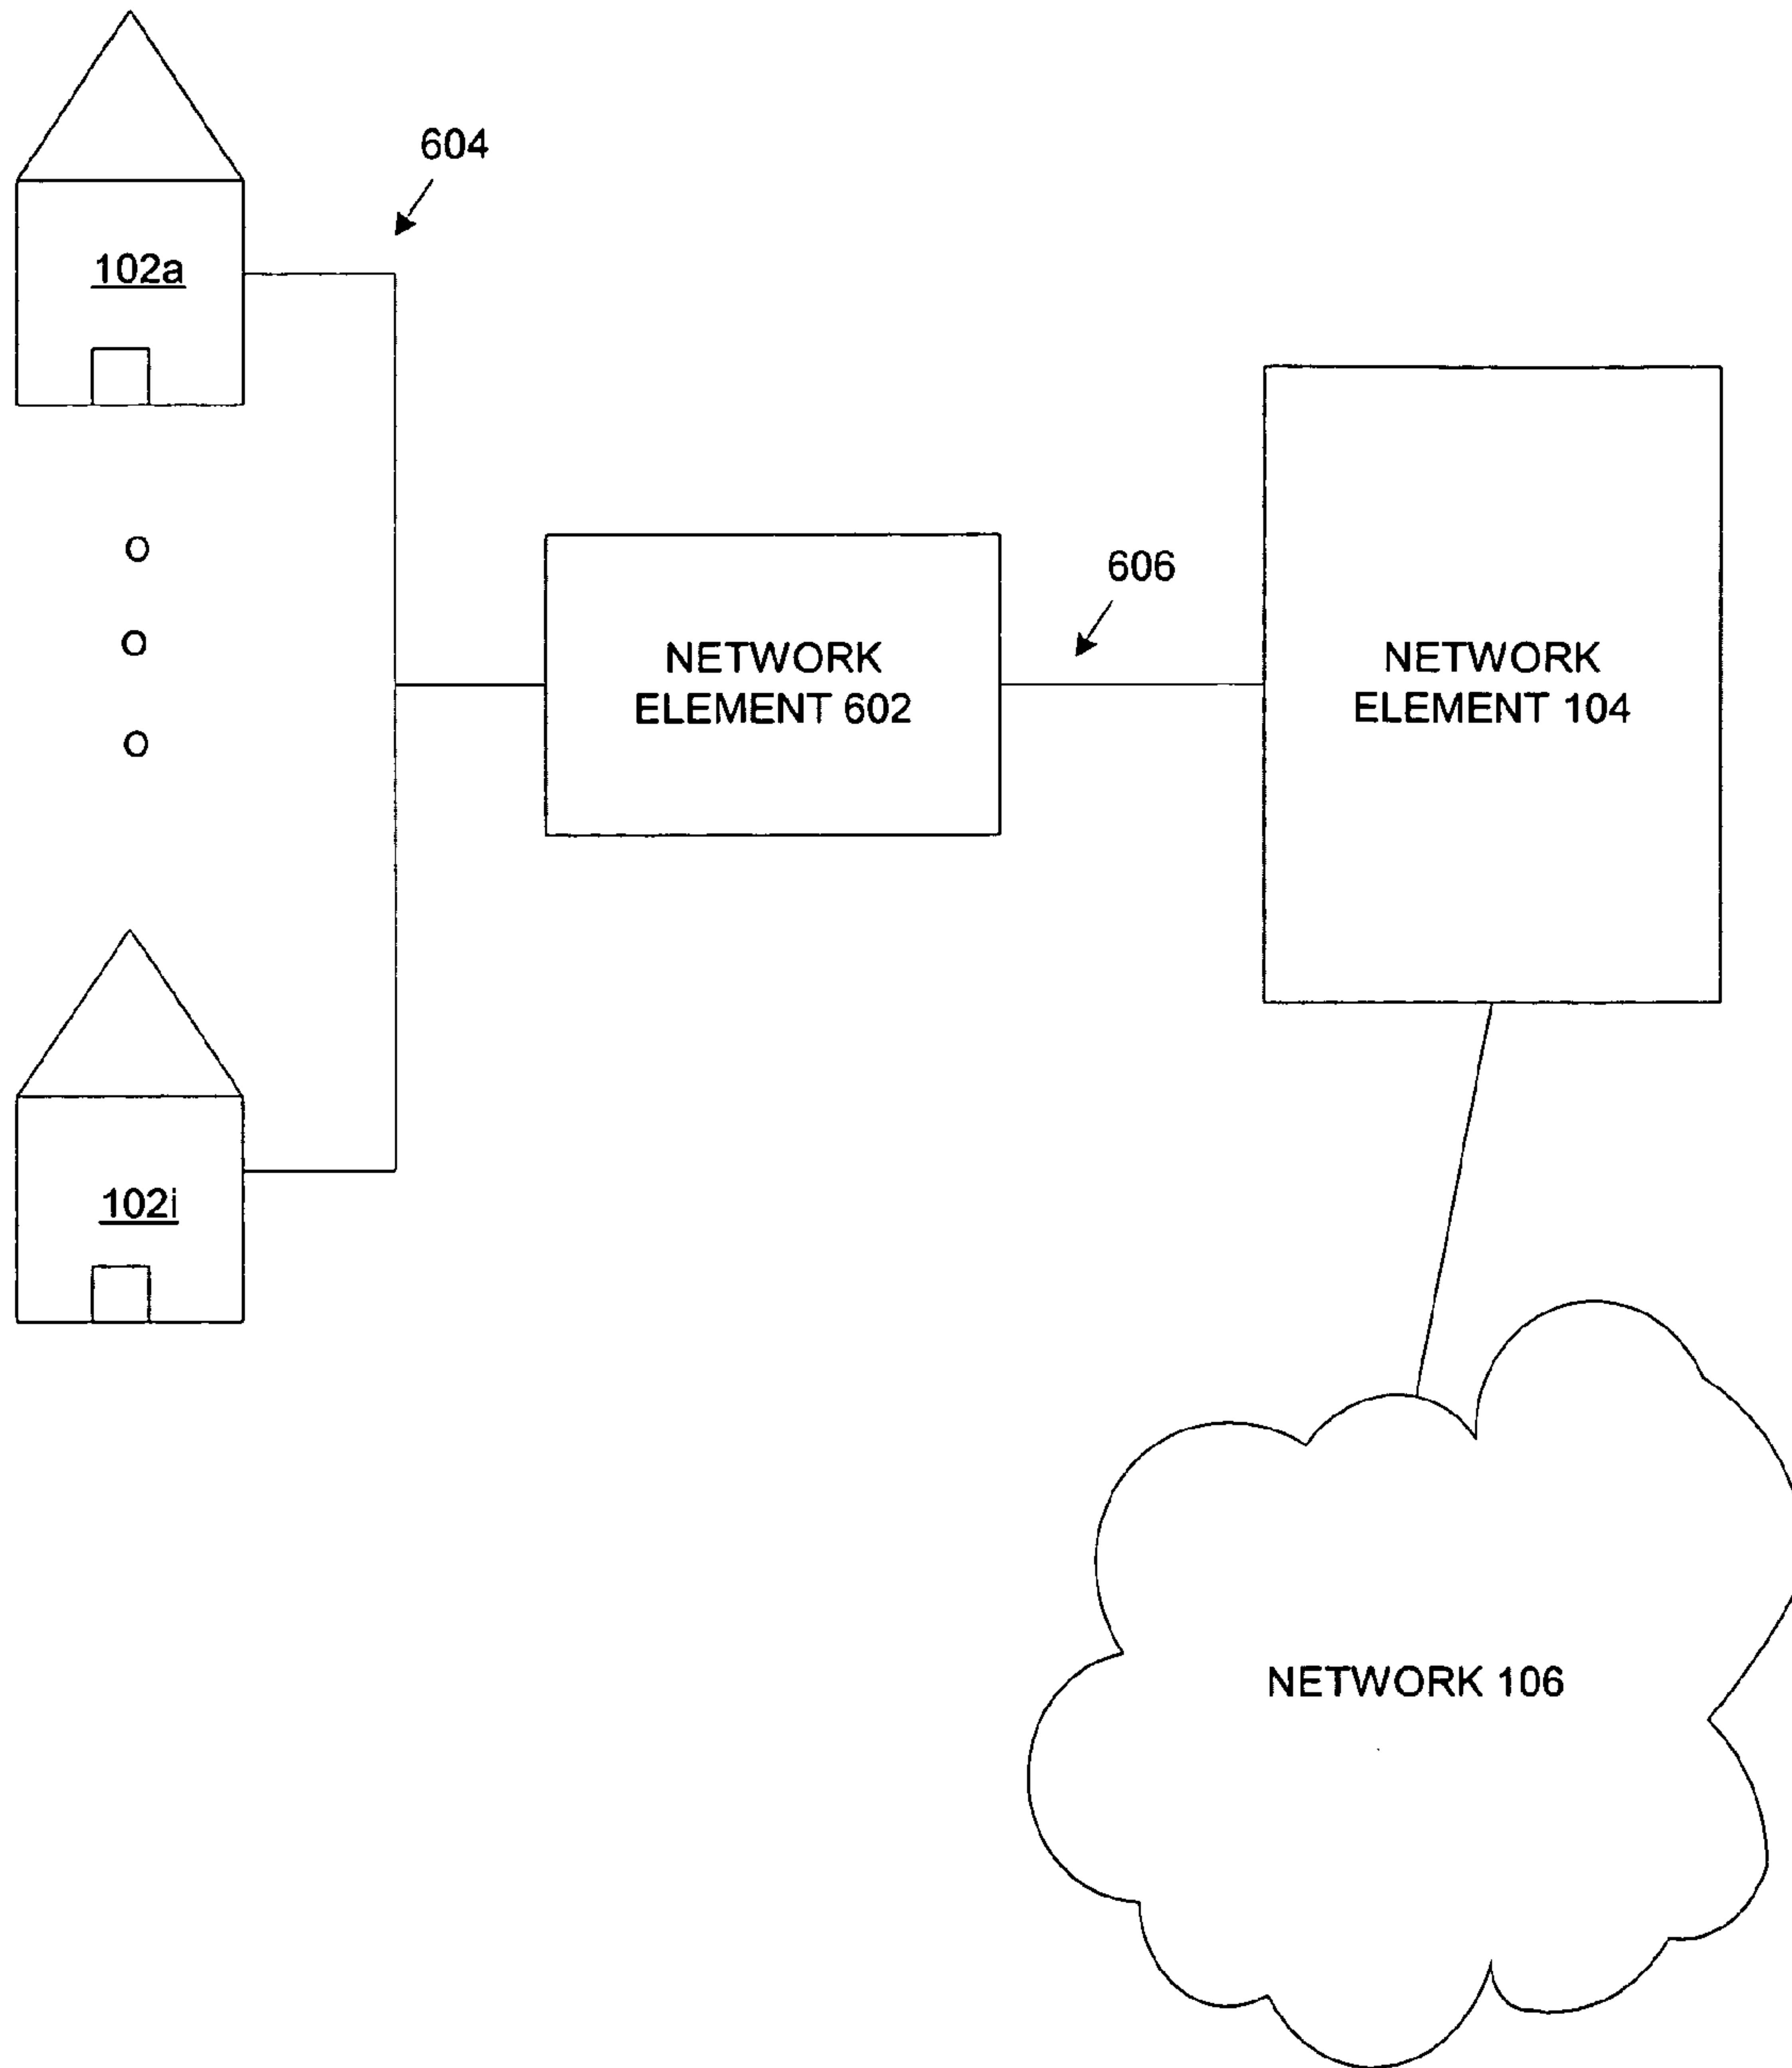 604
102a
606
NETWORK
ELEMENT 602
NETWORK
ELEMENT 104
102i
NETWORK 106